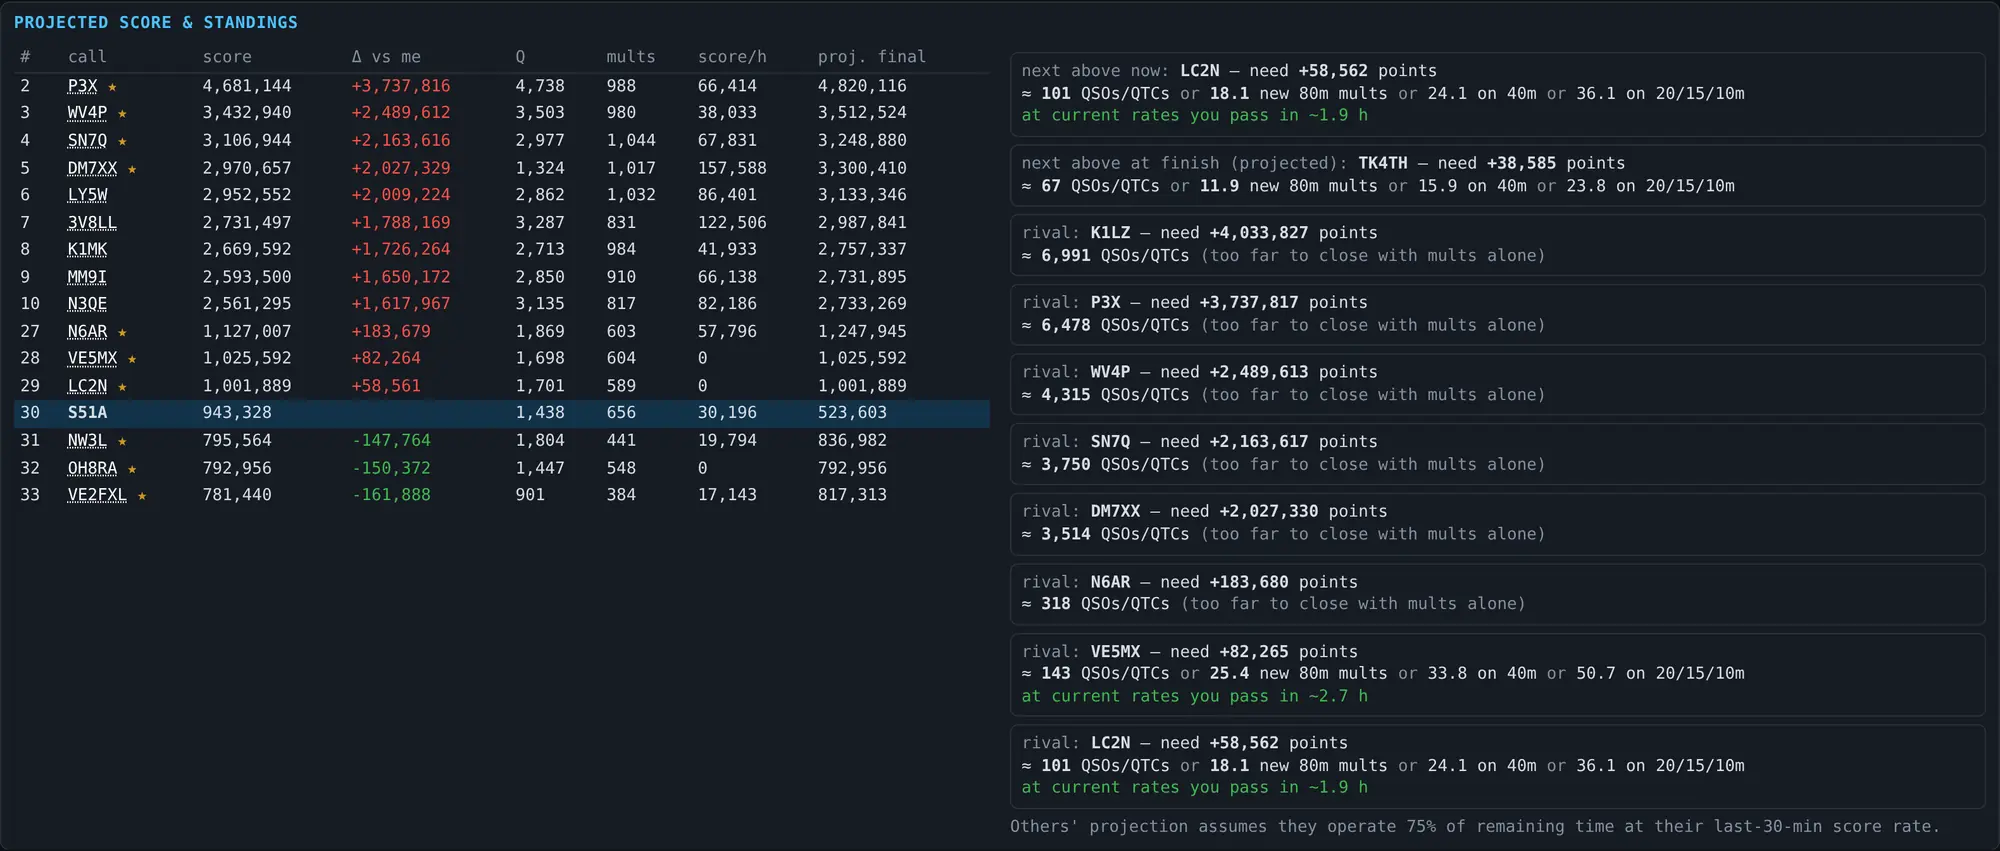 PROJECTED SCORE & STANDINGS
# call score Δ vs me Q mults score/h proj. final
2 P3X ★ 4,681,144 +3,737,816 4,738 988 66,414 4,820,116
3 WV4P ★ 3,432,940 +2,489,612 3,503 980 38,033 3,512,524
4 SN7Q ★ 3,106,944 +2,163,616 2,977 1,044 67,831 3,248,880
5 DM7XX ★ 2,970,657 +2,027,329 1,324 1,017 157,588 3,300,410
6 LY5W 2,952,552 +2,009,224 2,862 1,032 86,401 3,133,346
7 3V8LL 2,731,497 +1,788,169 3,287 831 122,506 2,987,841
8 K1MK 2,669,592 +1,726,264 2,713 984 41,933 2,757,337
9 MM9I 2,593,500 +1,650,172 2,850 910 66,138 2,731,895
10 N3QE 2,561,295 +1,617,967 3,135 817 82,186 2,733,269
27 N6AR ★ 1,127,007 +183,679 1,869 603 57,796 1,247,945
28 VE5MX ★ 1,025,592 +82,264 1,698 604 0 1,025,592
29 LC2N ★ 1,001,889 +58,561 1,701 589 0 1,001,889
30 S51A 943,328 1,438 656 30,196 523,603
31 NW3L ★ 795,564 -147,764 1,804 441 19,794 836,982
32 OH8RA ★ 792,956 -150,372 1,447 548 0 792,956
33 VE2FXL ★ 781,440 -161,888 901 384 17,143 817,313
next above now: LC2N — need +58,562 points
≈ 101 QSOs/QTCs or 18.1 new 80m mults or 24.1 on 40m or 36.1 on 20/15/10m
at current rates you pass in ~1.9 h
next above at finish (projected): TK4TH — need +38,585 points
≈ 67 QSOs/QTCs or 11.9 new 80m mults or 15.9 on 40m or 23.8 on 20/15/10m
rival: K1LZ — need +4,033,827 points
≈ 6,991 QSOs/QTCs (too far to close with mults alone)
rival: P3X — need +3,737,817 points
≈ 6,478 QSOs/QTCs (too far to close with mults alone)
rival: WV4P — need +2,489,613 points
≈ 4,315 QSOs/QTCs (too far to close with mults alone)
rival: SN7Q — need +2,163,617 points
≈ 3,750 QSOs/QTCs (too far to close with mults alone)
rival: DM7XX — need +2,027,330 points
≈ 3,514 QSOs/QTCs (too far to close with mults alone)
rival: N6AR — need +183,680 points
≈ 318 QSOs/QTCs (too far to close with mults alone)
rival: VE5MX — need +82,265 points
≈ 143 QSOs/QTCs or 25.4 new 80m mults or 33.8 on 40m or 50.7 on 20/15/10m
at current rates you pass in ~2.7 h
rival: LC2N — need +58,562 points
≈ 101 QSOs/QTCs or 18.1 new 80m mults or 24.1 on 40m or 36.1 on 20/15/10m
at current rates you pass in ~1.9 h
Others' projection assumes they operate 75% of remaining time at their last-30-min score rate.